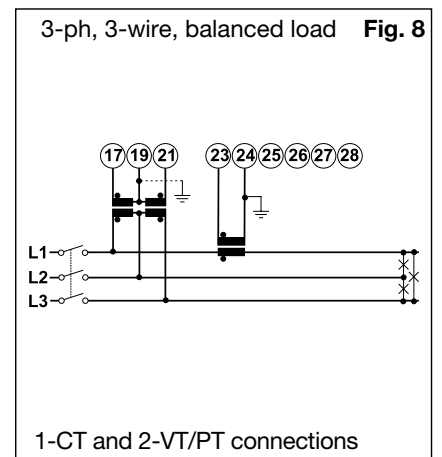 3-ph, 3-wire, balanced load Fig. 8
17 19 21 23 24 25 26 27 28
L1
L2
L3
1-CT and 2-VT/PT connections